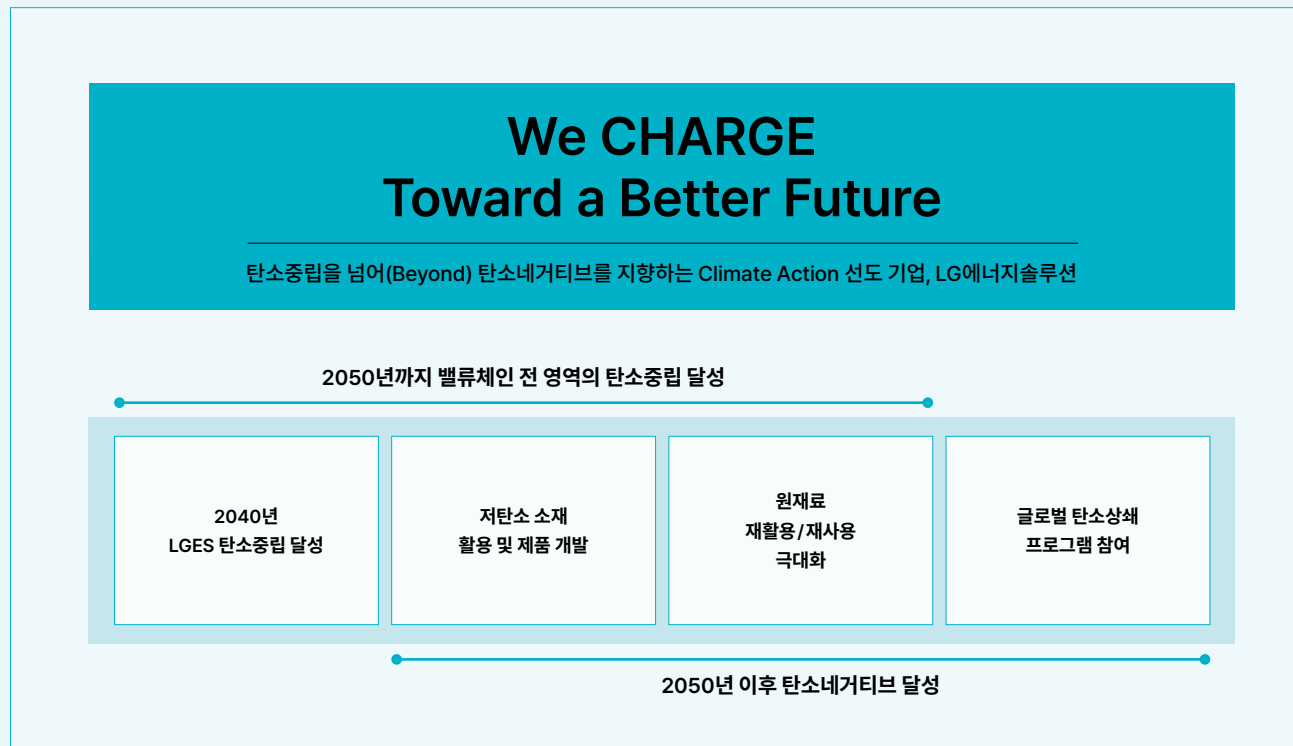 We CHARGE
Toward a Better Future
탄소중립을 넘어(Beyond) 탄소네거티브를 지향하는 Climate Action 선도 기업, LG에너지솔루션
2050년까지 밸류체인 전 영역의 탄소중립 달성
2040년
LGES 탄소중립 달성
저탄소 소재
활용 및 제품 개발
원재료
재활용/재사용
극대화
글로벌 탄소상쇄
프로그램 참여
2050년 이후 탄소네거티브 달성